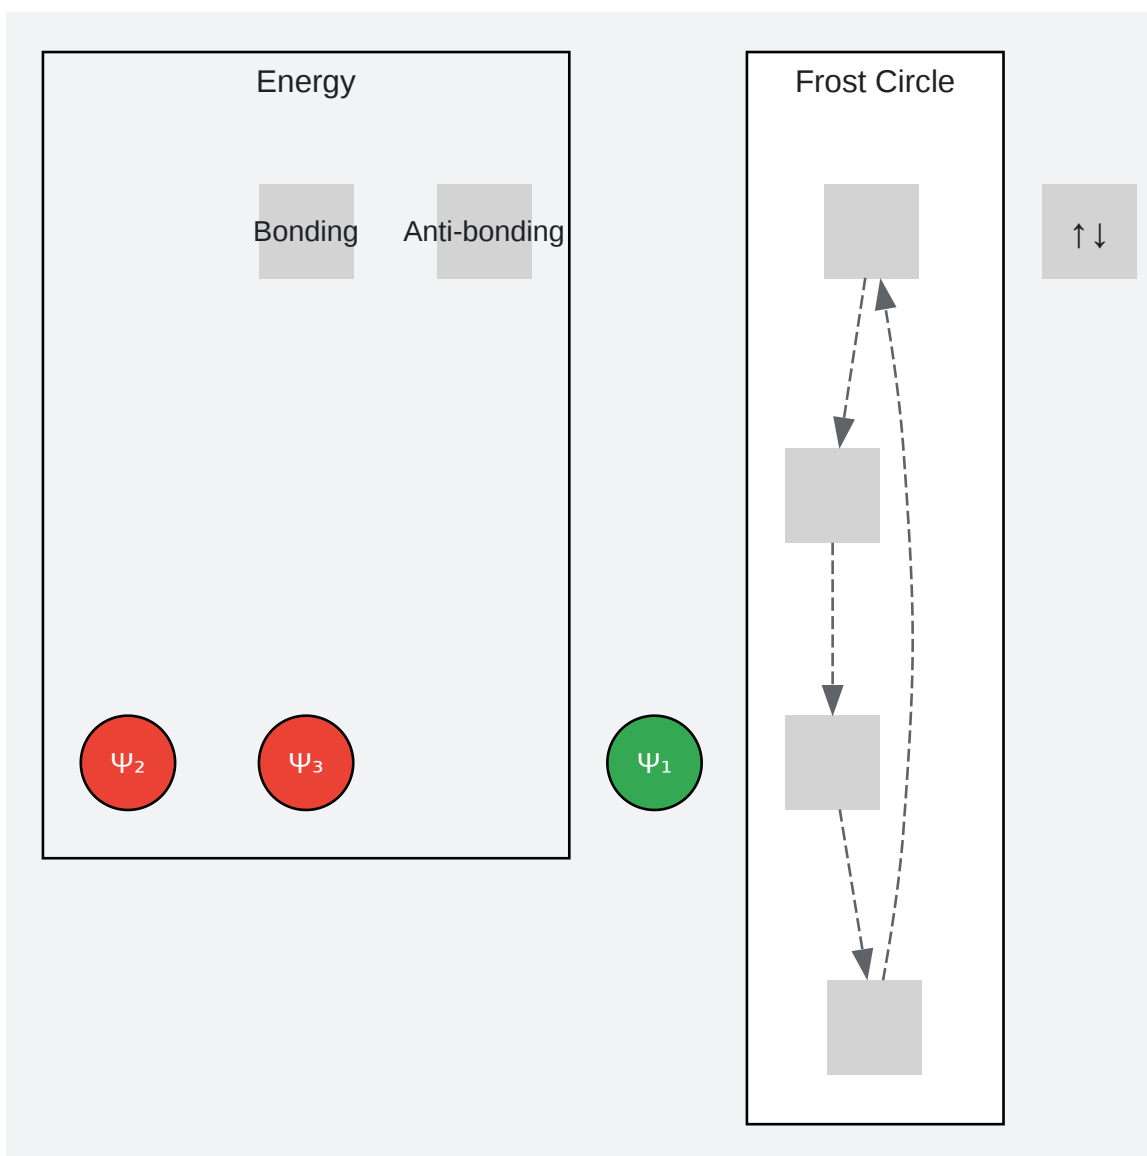 Energy
Frost Circle
Bonding
Anti-bonding
↑↓
Ψ₂
Ψ₃
Ψ₁